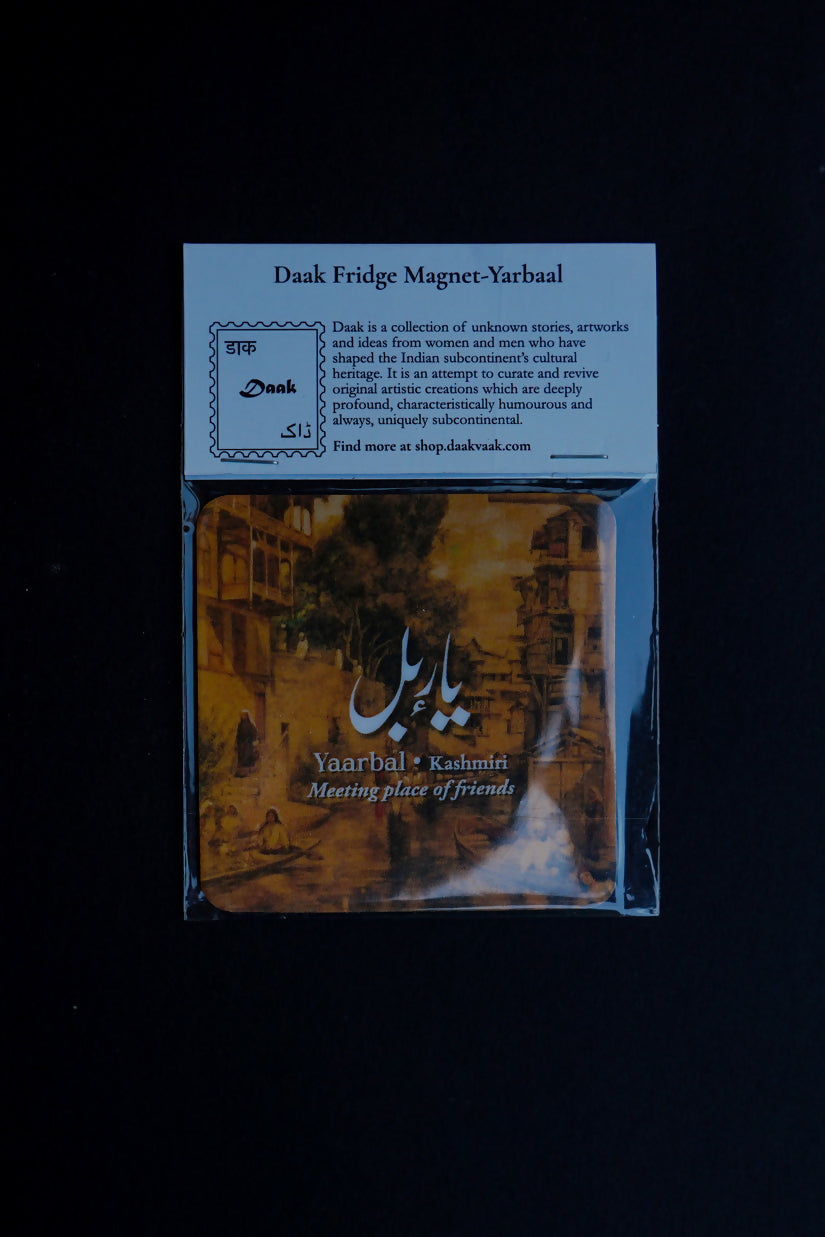 Daak Fridge Magnet-Yarbaal
डाक
Daak
ڈاک
Daak is a collection of unknown stories, artworks
and ideas from women and men who have
shaped the Indian subcontinent's cultural
heritage. It is an attempt to curate and revive
original artistic creations which are deeply
profound, characteristically humourous and
always, uniquely subcontinental.
Find more at shop.daakvaak.com
یارٕبل
Yaarbal • Kashmiri
Meeting place of friends